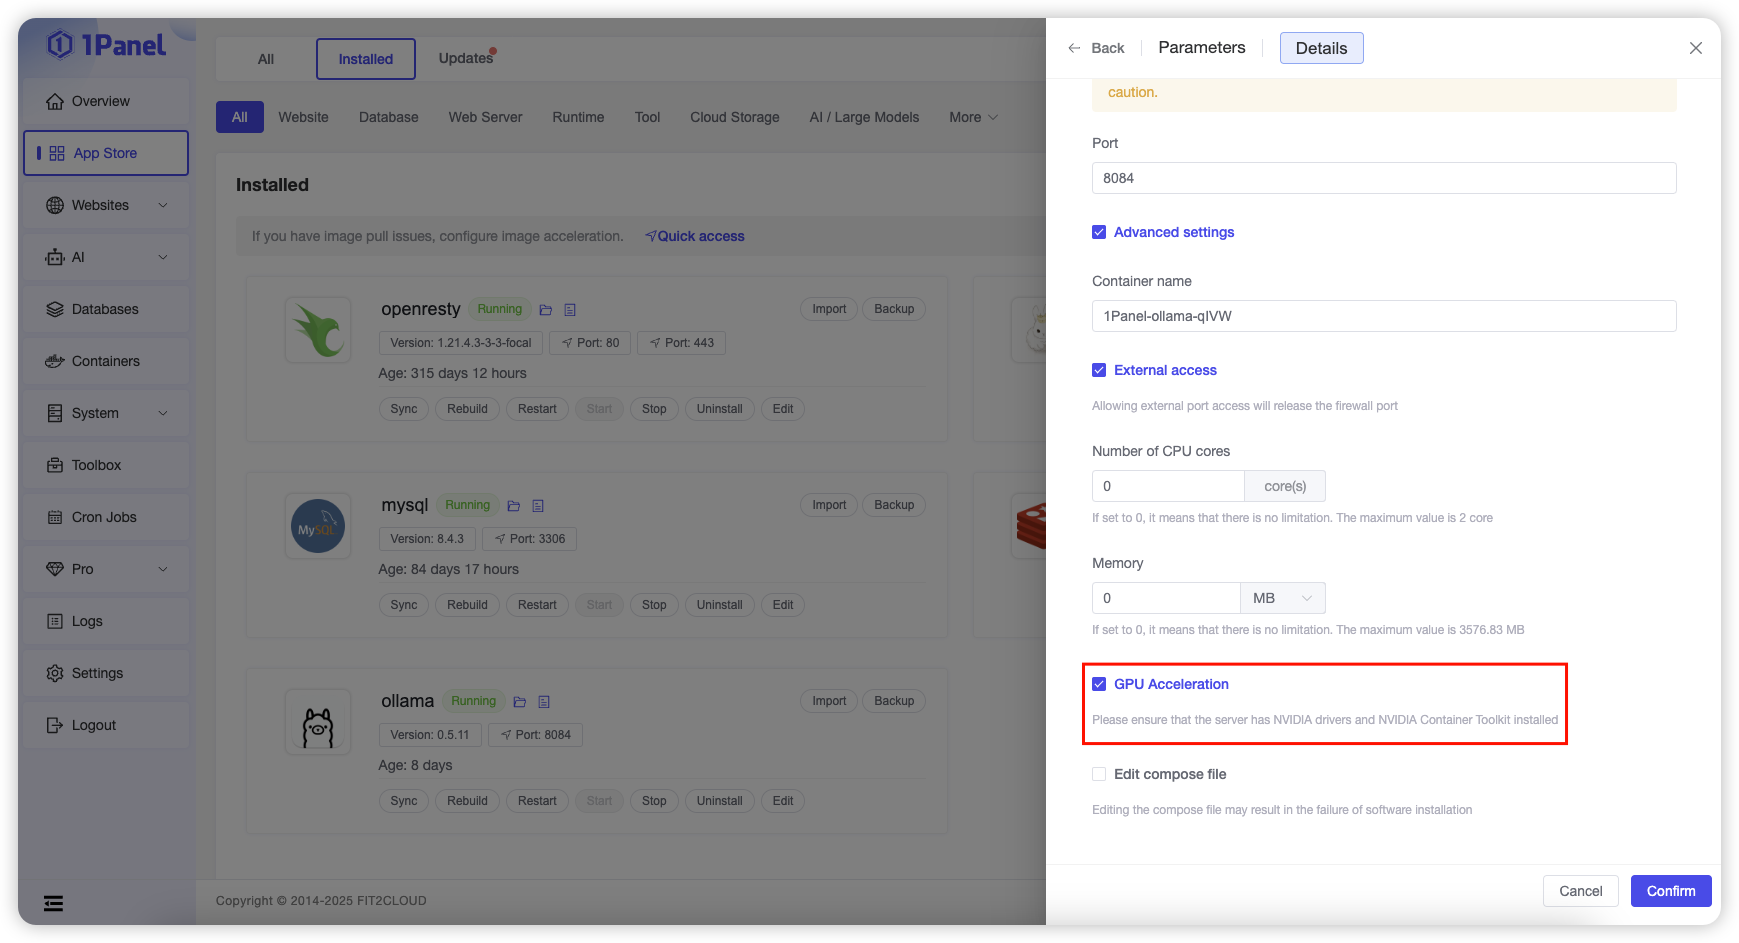 1Panel
Overview
App Store
Websites
AI
Databases
Containers
System
Toolbox
Cron Jobs
Pro
Logs
Settings
Logout
All
Installed
Updates
All
Website
Database
Web Server
Runtime
Tool
Cloud Storage
AI / Large Models
More
Installed
If you have image pull issues, configure image acceleration. Quick access
openresty Running
Import
Backup
Version: 1.21.4.3-3-3-focal
Port: 80
Port: 443
Age: 315 days 12 hours
Sync
Rebuild
Restart
Start
Stop
Uninstall
Edit
MySQL
mysql Running
Import
Backup
Version: 8.4.3
Port: 3306
Age: 84 days 17 hours
Sync
Rebuild
Restart
Start
Stop
Uninstall
Edit
ollama Running
Import
Backup
Version: 0.5.11
Port: 8084
Age: 8 days
Sync
Rebuild
Restart
Start
Stop
Uninstall
Edit
Copyright © 2014-2025 FIT2CLOUD
Back
Parameters
Details
caution.
Port
8084
Advanced settings
Container name
1Panel-ollama-qIVW
External access
Allowing external port access will release the firewall port
Number of CPU cores
0 core(s)
If set to 0, it means that there is no limitation. The maximum value is 2 core
Memory
0 MB
If set to 0, it means that there is no limitation. The maximum value is 3576.83 MB
GPU Acceleration
Please ensure that the server has NVIDIA drivers and NVIDIA Container Toolkit installed
Edit compose file
Editing the compose file may result in the failure of software installation
Cancel
Confirm